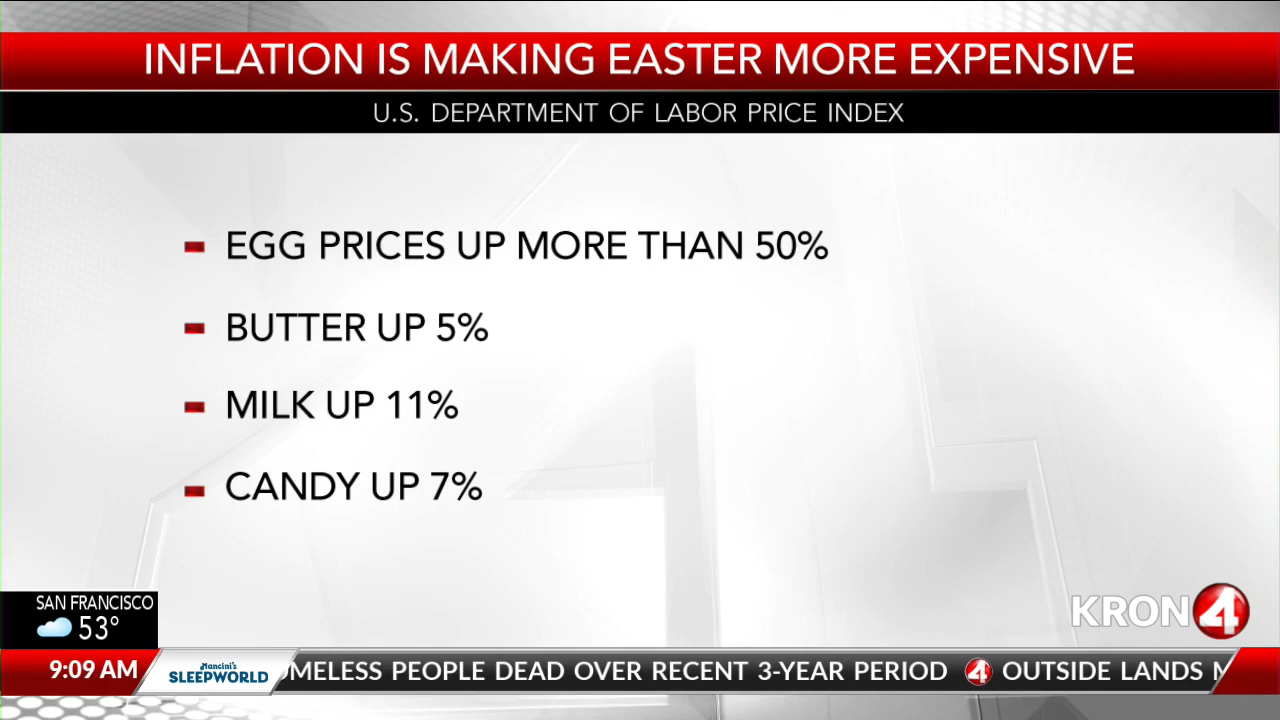 INFLATION IS MAKING EASTER MORE EXPENSIVE
U.S. DEPARTMENT OF LABOR PRICE INDEX
EGG PRICES UP MORE THAN 50%
BUTTER UP 5%
MILK UP 11%
CANDY UP 7%
SAN FRANCISCO
53°
KRON 4
9:09 AM
Mancini's
SLEEPWORLD
OMELESS PEOPLE DEAD OVER RECENT 3-YEAR PERIOD 4 OUTSIDE LANDS